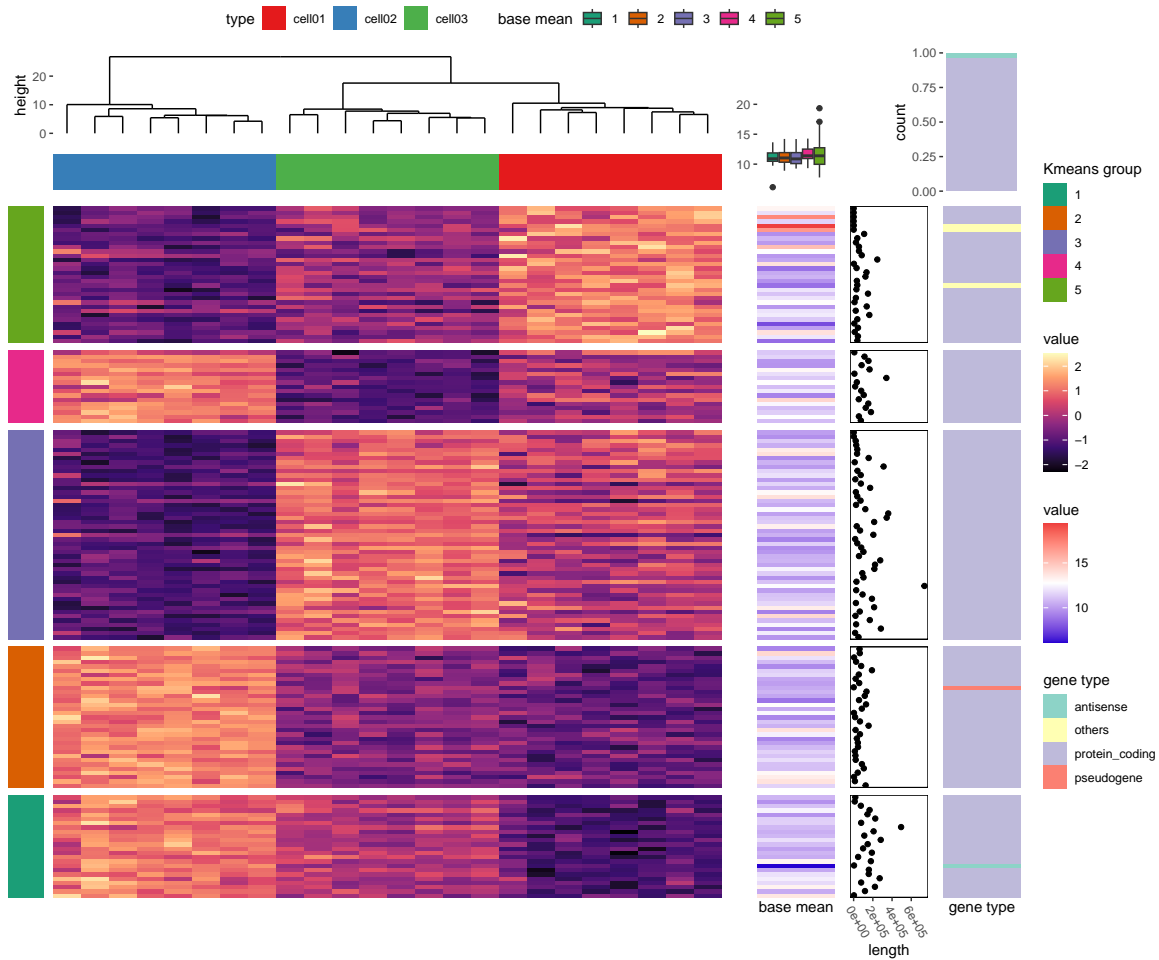 type cell01 cell02 cell03 base mean 1 2 3 4 5
height
20
10
0
20
15
10
count
1.00
0.75
0.50
0.25
0.00
Kmeans group
1
2
3
4
5
value
2
1
0
−1
−2
value
15
10
gene type
antisense
others
protein_coding
pseudogene
base mean
0e+00
2e+05
4e+05
6e+05
length
gene type